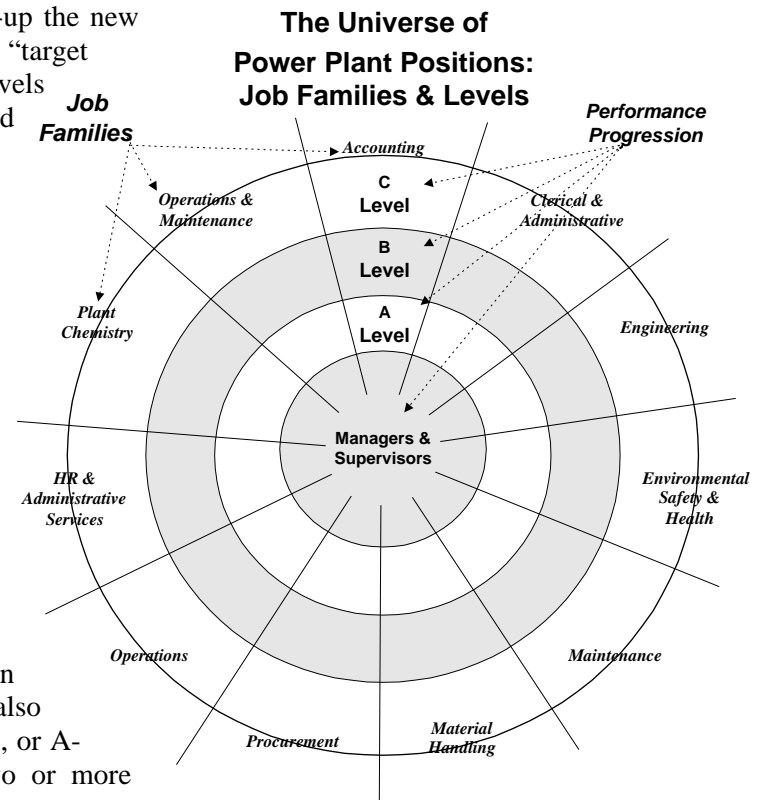 -up the new
“target
vels
d
The Universe of
Power Plant Positions:
Job Families & Levels
Job
Families
Performance
Progression
Accounting
C
Level
Operations &
Maintenance
Clerical &
Administrative
B
Level
A
Level
Plant
Chemistry
Engineering
Managers &
Supervisors
HR &
Administrative
Services
Environmental
Safety &
Health
Operations
Maintenance
Procurement
Material
Handling
n
also
, or A-
vo or more